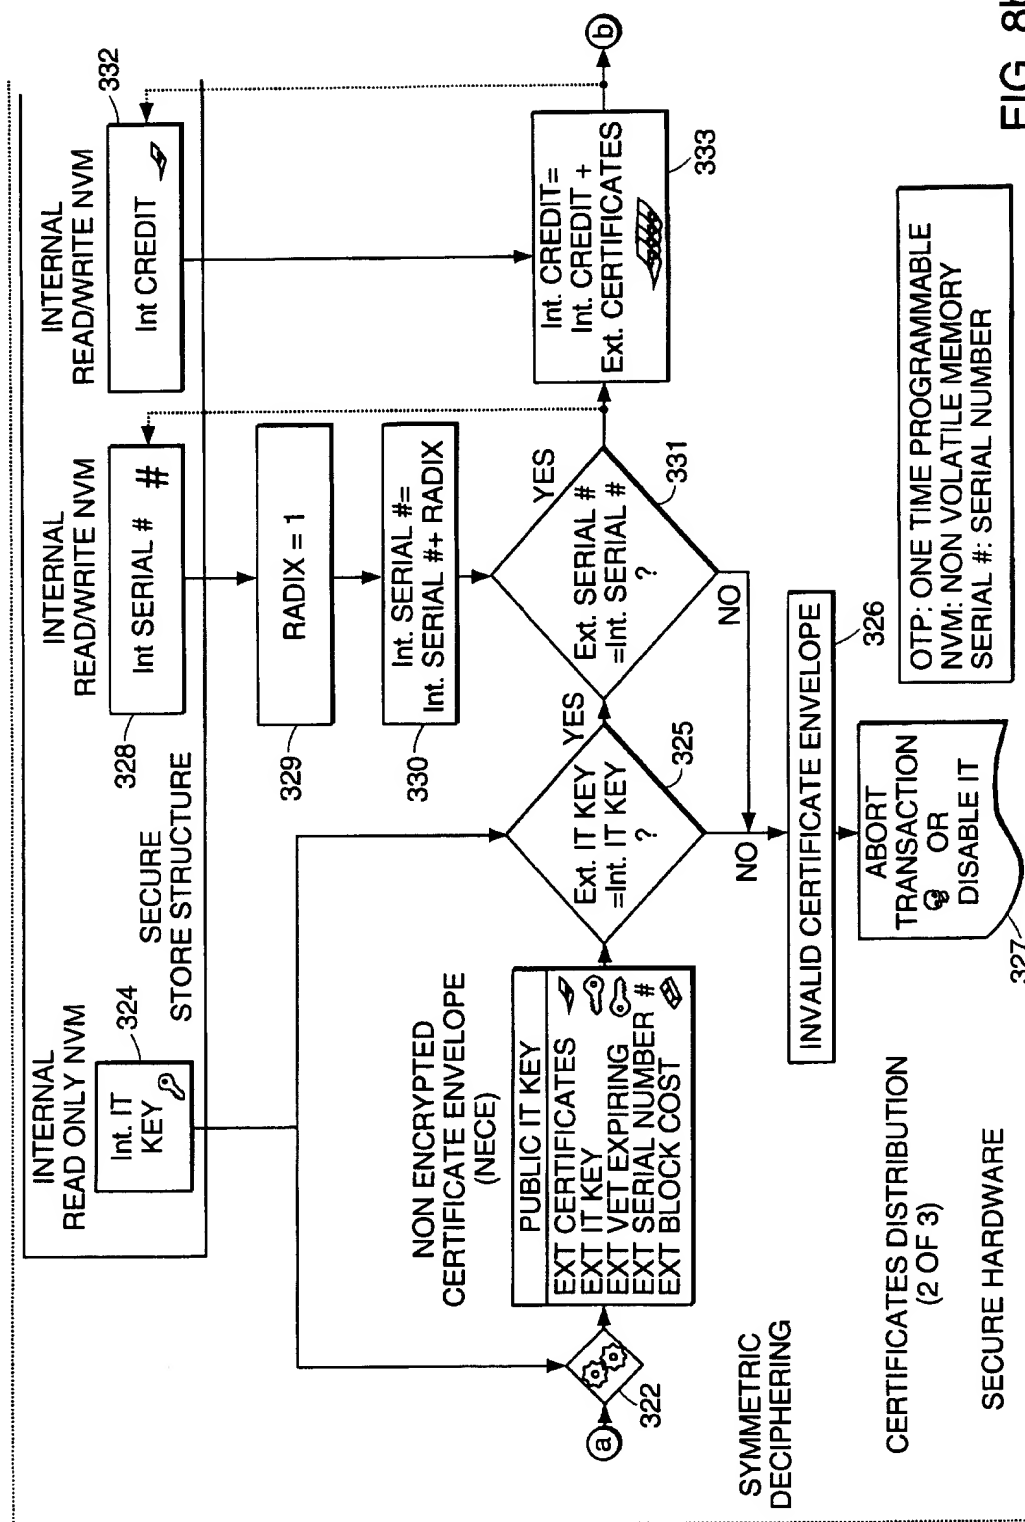 INTERNAL
READ ONLY NVM
Int. IT
KEY
324
SECURE
STORE STRUCTURE
INTERNAL
READ/WRITE NVM
Int SERIAL #
#
328
INTERNAL
READ/WRITE NVM
Int CREDIT
332
RADIX = 1
329
Int. SERIAL #=
Int. SERIAL #+ RADIX
330
NON ENCRYPTED
CERTIFICATE ENVELOPE
(NECE)
PUBLIC IT KEY
EXT CERTIFICATES
EXT IT KEY
EXT VET EXPIRING
EXT SERIAL NUMBER #
EXT BLOCK COST
a
322
SYMMETRIC
DECIPHERING
Ext. IT KEY
=Int. IT KEY
?
325
YES
NO
Ext. SERIAL #
=Int. SERIAL #
?
331
YES
NO
Int. CREDIT=
Int. CREDIT +
Ext. CERTIFICATES
333
b
INVALID CERTIFICATE ENVELOPE
326
ABORT
TRANSACTION
OR
DISABLE IT
327
OTP: ONE TIME PROGRAMMABLE
NVM: NON VOLATILE MEMORY
SERIAL #: SERIAL NUMBER
CERTIFICATES DISTRIBUTION
(2 OF 3)
SECURE HARDWARE
FIG.